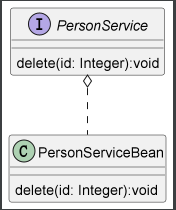 I PersonService
delete(id: Integer):void
C PersonServiceBean
delete(id: Integer):void